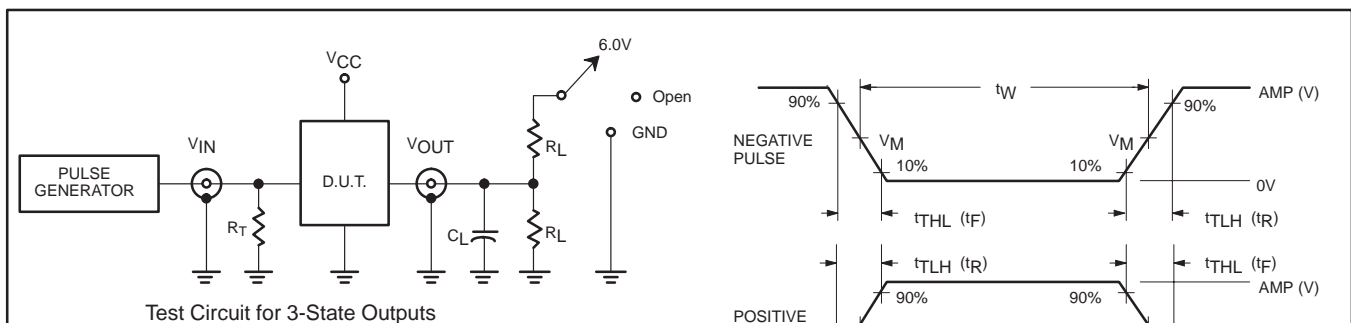 6.0V
VCC
Open
GND
VIN
VOUT
RL
PULSE
GENERATOR
D.U.T.
RT
CL
RL
Test Circuit for 3-State Outputs
90%
tW
90%
AMP (V)
NEGATIVE
PULSE
VM
VM
10%
10%
0V
tTHL (tF)
tTLH (tR)
tTLH (tR)
tTHL (tF)
AMP (V)
90%
90%
POSITIVE